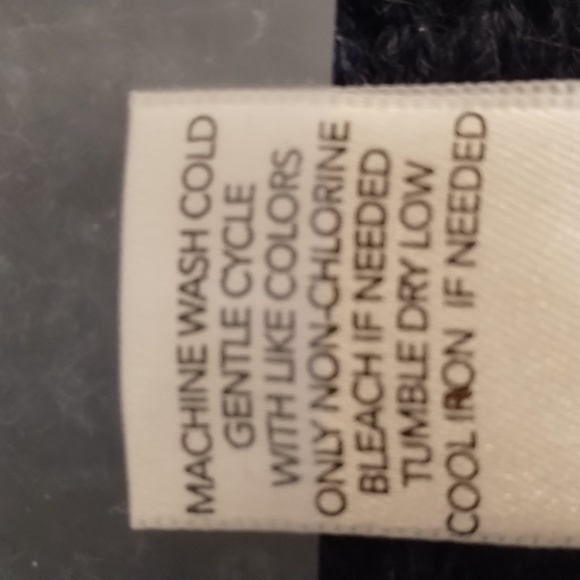 MACHINE WASH COLD
GENTLE CYCLE
WITH LIKE COLORS
ONLY NON-CHLORINE
BLEACH IF NEEDED
TUMBLE DRY LOW
COOL IRON IF NEEDED